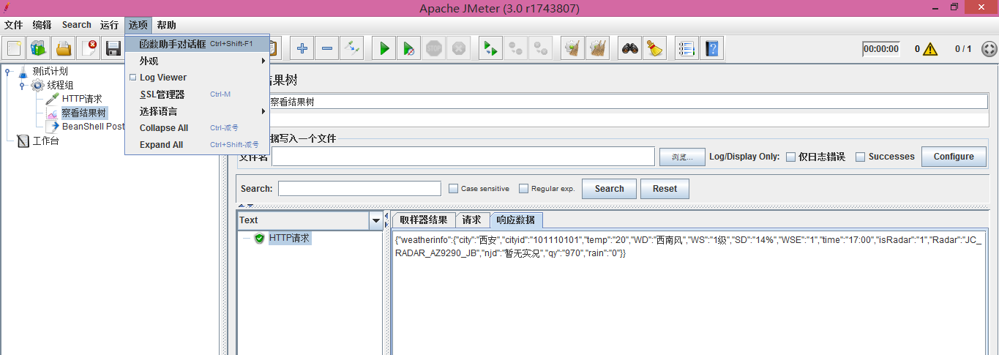 Apache JMeter (3.0 r1743807)
文件 编辑 Search 运行 选项 帮助
函数助手对话框 Ctrl+Shift-F1
外观
Log Viewer
SSL管理器 Ctrl-M
选择语言
Collapse All Ctrl-减号
Expand All Ctrl+Shift-减号
STOP
00:00:00 0 0 / 1
测试计划
线程组
HTTP请求
察看结果树
BeanShell Post
工作台
结果树
察看结果树
据写入一个文件
文件名 浏览... Log/Display Only: 仅日志错误 Successes Configure
Search: Case sensitive Regular exp. Search Reset
Text
HTTP请求
取样器结果 请求 响应数据
{"weatherinfo":{"city":"西安","cityid":"101110101","temp":"20","WD":"西南风","WS":"1级","SD":"14%","WSE":"1","time":"17:00","isRadar":"1","Radar":"JC_
RADAR_AZ9290_JB","njd":"暂无实况","qy":"970","rain":"0"}}